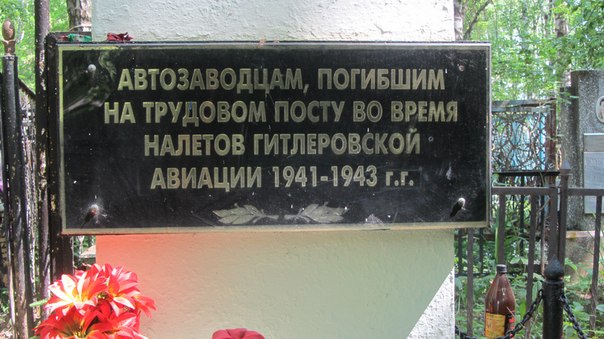 АВТОЗАВОДЦАМ, ПОГИБШИМ
НА ТРУДОВОМ ПОСТУ ВО ВРЕМЯ
НАЛЕТОВ ГИТЛЕРОВСКОЙ
АВИАЦИИ 1941-1943 г.г.